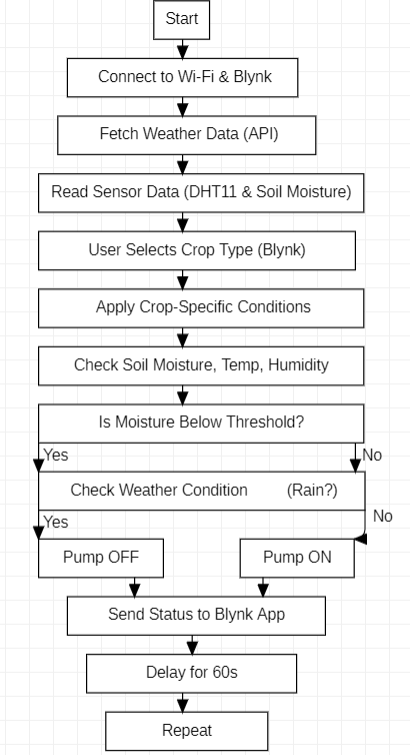 Start
Connect to Wi-Fi & Blynk
Fetch Weather Data (API)
Read Sensor Data (DHT11 & Soil Moisture)
User Selects Crop Type (Blynk)
Apply Crop-Specific Conditions
Check Soil Moisture, Temp, Humidity
Is Moisture Below Threshold?
Yes No
Check Weather Condition (Rain?)
Yes No
Pump OFF Pump ON
Send Status to Blynk App
Delay for 60s
Repeat